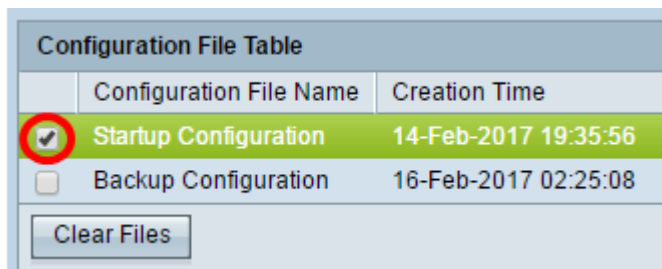 Configuration File Table
Configuration File Name Creation Time
Startup Configuration 14-Feb-2017 19:35:56
Backup Configuration 16-Feb-2017 02:25:08
Clear Files